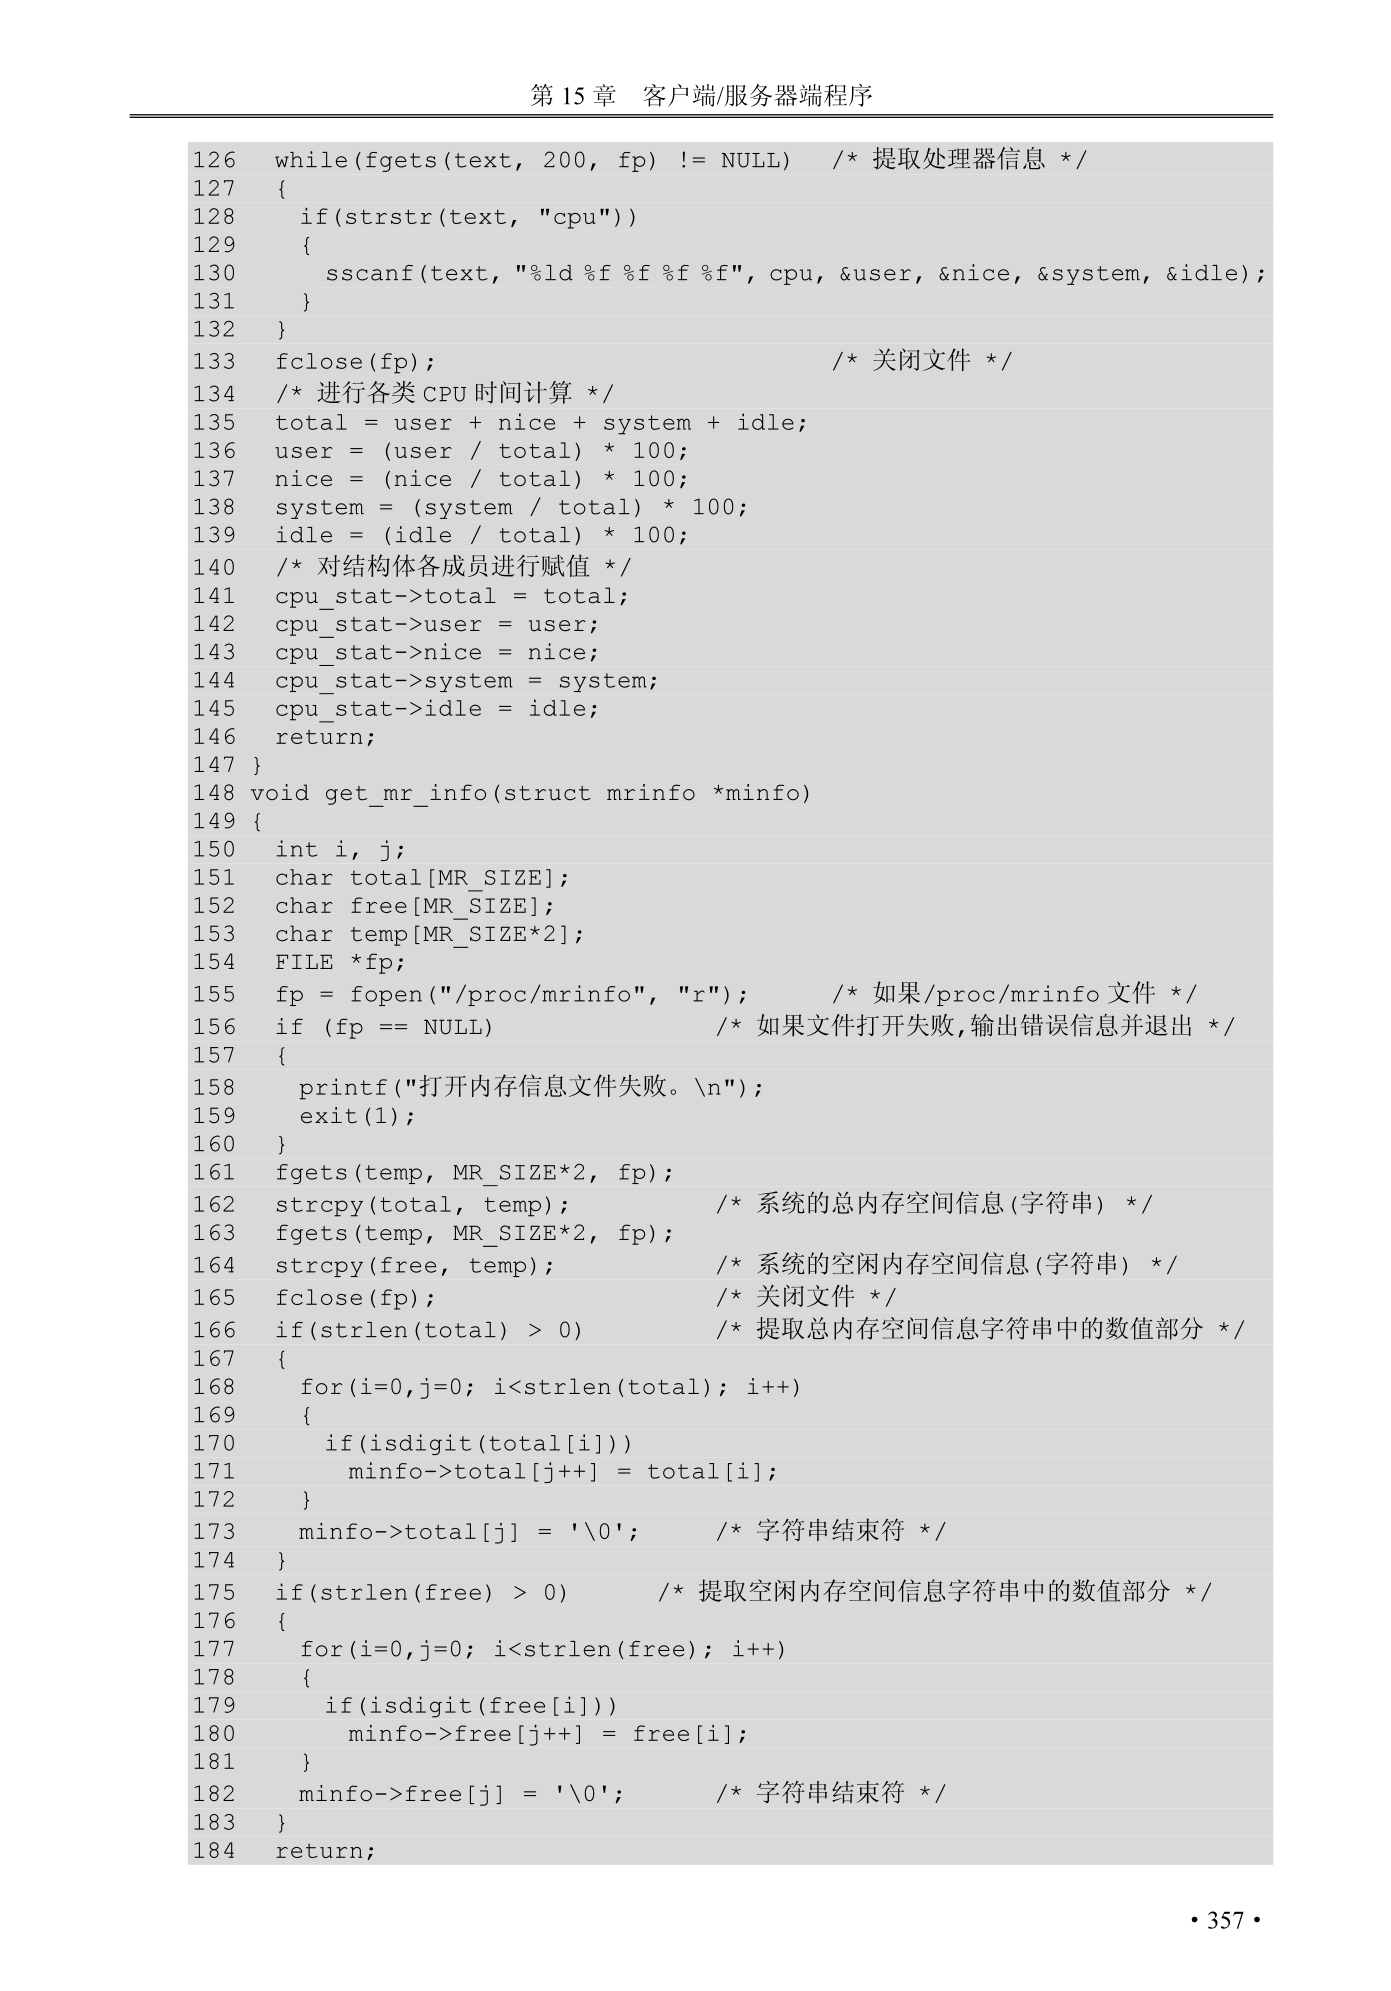 第 15 章　客户端/服务器端程序
126 while(fgets(text, 200, fp) != NULL) /* 提取处理器信息 */
127 {
128 if(strstr(text, "cpu"))
129 {
130 sscanf(text, "%ld %f %f %f %f", cpu, &user, &nice, &system, &idle);
131 }
132 }
133 fclose(fp); /* 关闭文件 */
134 /* 进行各类 CPU 时间计算 */
135 total = user + nice + system + idle;
136 user = (user / total) * 100;
137 nice = (nice / total) * 100;
138 system = (system / total) * 100;
139 idle = (idle / total) * 100;
140 /* 对结构体各成员进行赋值 */
141 cpu_stat->total = total;
142 cpu_stat->user = user;
143 cpu_stat->nice = nice;
144 cpu_stat->system = system;
145 cpu_stat->idle = idle;
146 return;
147 }
148 void get_mr_info(struct mrinfo *minfo)
149 {
150 int i, j;
151 char total[MR_SIZE];
152 char free[MR_SIZE];
153 char temp[MR_SIZE*2];
154 FILE *fp;
155 fp = fopen("/proc/mrinfo", "r"); /* 如果/proc/mrinfo 文件 */
156 if (fp == NULL) /* 如果文件打开失败,输出错误信息并退出 */
157 {
158 printf("打开内存信息文件失败。\n");
159 exit(1);
160 }
161 fgets(temp, MR_SIZE*2, fp);
162 strcpy(total, temp); /* 系统的总内存空间信息(字符串) */
163 fgets(temp, MR_SIZE*2, fp);
164 strcpy(free, temp); /* 系统的空闲内存空间信息(字符串) */
165 fclose(fp); /* 关闭文件 */
166 if(strlen(total) > 0) /* 提取总内存空间信息字符串中的数值部分 */
167 {
168 for(i=0,j=0; i<strlen(total); i++)
169 {
170 if(isdigit(total[i]))
171 minfo->total[j++] = total[i];
172 }
173 minfo->total[j] = '\0'; /* 字符串结束符 */
174 }
175 if(strlen(free) > 0) /* 提取空闲内存空间信息字符串中的数值部分 */
176 {
177 for(i=0,j=0; i<strlen(free); i++)
178 {
179 if(isdigit(free[i]))
180 minfo->free[j++] = free[i];
181 }
182 minfo->free[j] = '\0'; /* 字符串结束符 */
183 }
184 return;
• 357 •